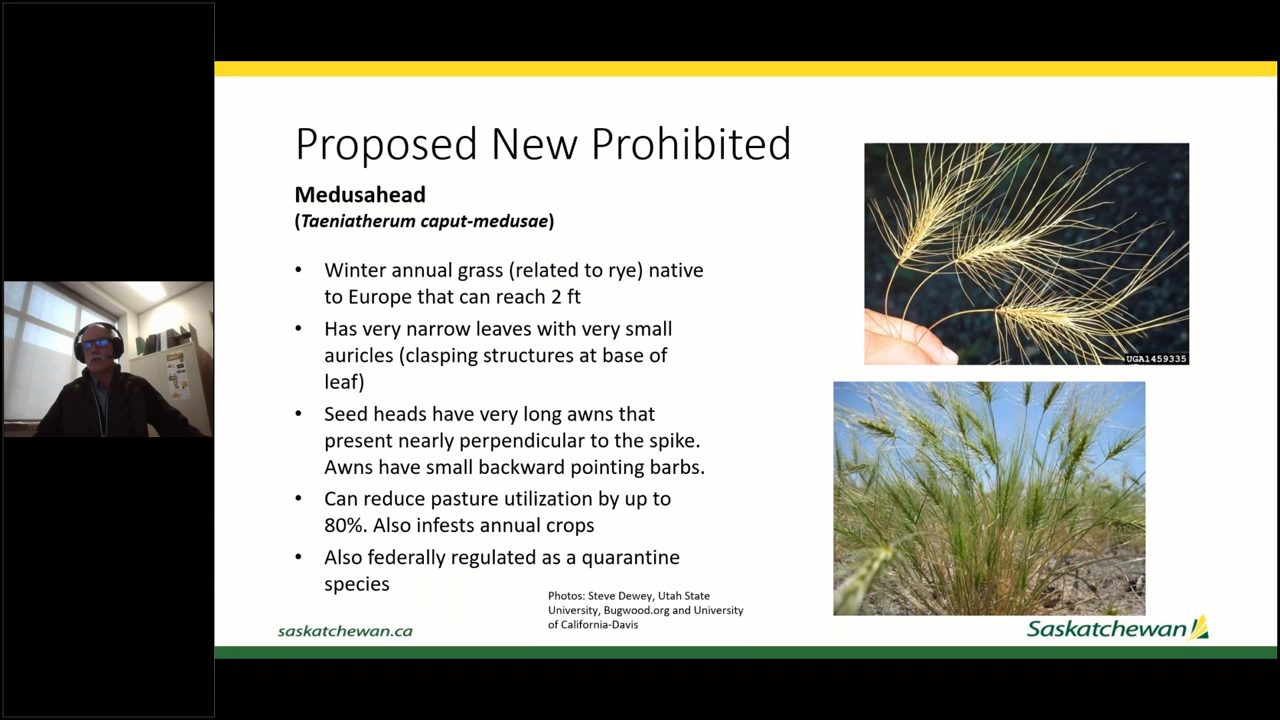 Proposed New Prohibited
Medusahead
(Taeniatherum caput-medusae)
• Winter annual grass (related to rye) native
to Europe that can reach 2 ft
• Has very narrow leaves with very small
auricles (clasping structures at base of
leaf)
• Seed heads have very long awns that
present nearly perpendicular to the spike.
Awns have small backward pointing barbs.
• Can reduce pasture utilization by up to
80%. Also infests annual crops
• Also federally regulated as a quarantine
species
UGA1459335
Photos: Steve Dewey, Utah State
University, Bugwood.org and University
of California-Davis
saskatchewan.ca
Saskatchewan